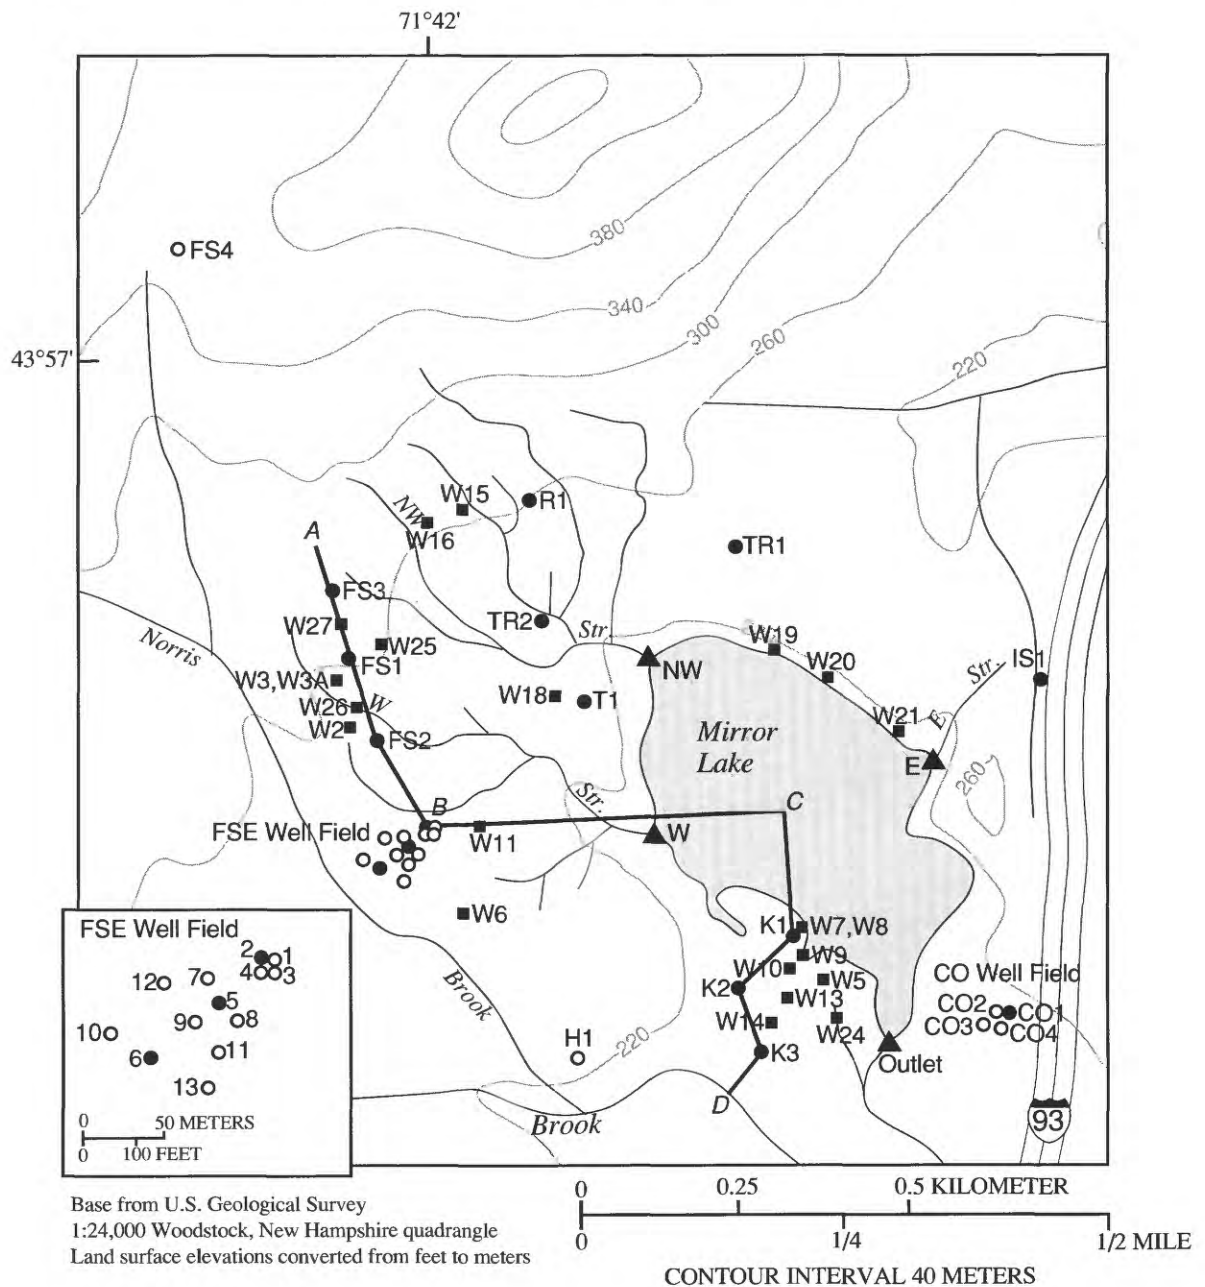 71°42'
FS4
380
340
300
260
220
43°57'
W15
NW
W16
R1
A
TR1
FS3
TR2
W27
W25
Str.
W19
Norris
FS1
W20
Str.
IS1
W3,W3A
NW
W26
W
W18
T1
W2
FS2
Mirror
Lake
W21
E
E
260
B
Str.
C
FSE Well Field
W11
W
W6
K1
W7,W8
W9
W10
CO Well Field
K2
W5
W13
CO2
CO1
CO3
CO4
W14
W24
Brook
H1
220
K3
Outlet
D
Brook
93
FSE Well Field
2
1
4
3
12
7
5
9
8
10
6
11
13
0 50 METERS
0 100 FEET
Base from U.S. Geological Survey
1:24,000 Woodstock, New Hampshire quadrangle
Land surface elevations converted from feet to meters
0 0.25 0.5 KILOMETER
0 1/4 1/2 MILE
CONTOUR INTERVAL 40 METERS